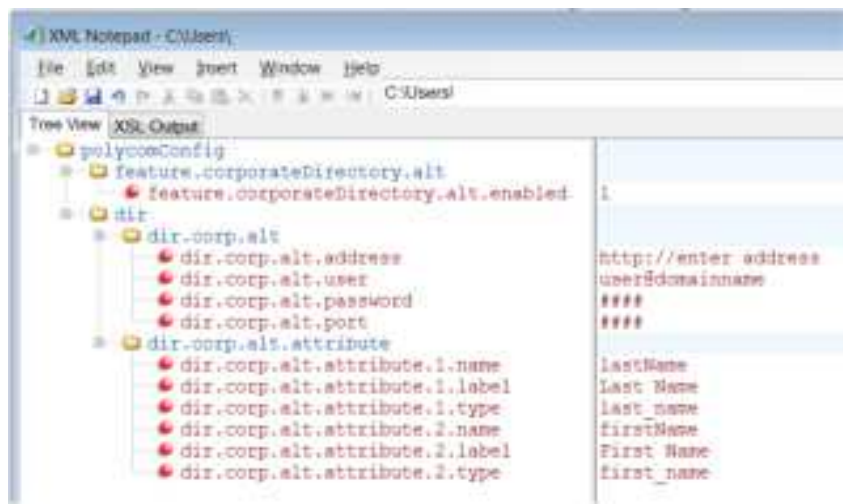 XML Notepad - C:\Users\
File Edit View Insert Window Help
C:\Users\
Tree View XSL Output
polycomConfig
feature.corporateDirectory.alt
feature.corporateDirectory.alt.enabled 1
dir
dir.corp.alt
dir.corp.alt.address http://enter address
dir.corp.alt.user user@domainname
dir.corp.alt.password ####
dir.corp.alt.port ####
dir.corp.alt.attribute
dir.corp.alt.attribute.1.name lastName
dir.corp.alt.attribute.1.label Last Name
dir.corp.alt.attribute.1.type last_name
dir.corp.alt.attribute.2.name firstName
dir.corp.alt.attribute.2.label First Name
dir.corp.alt.attribute.2.type first_name